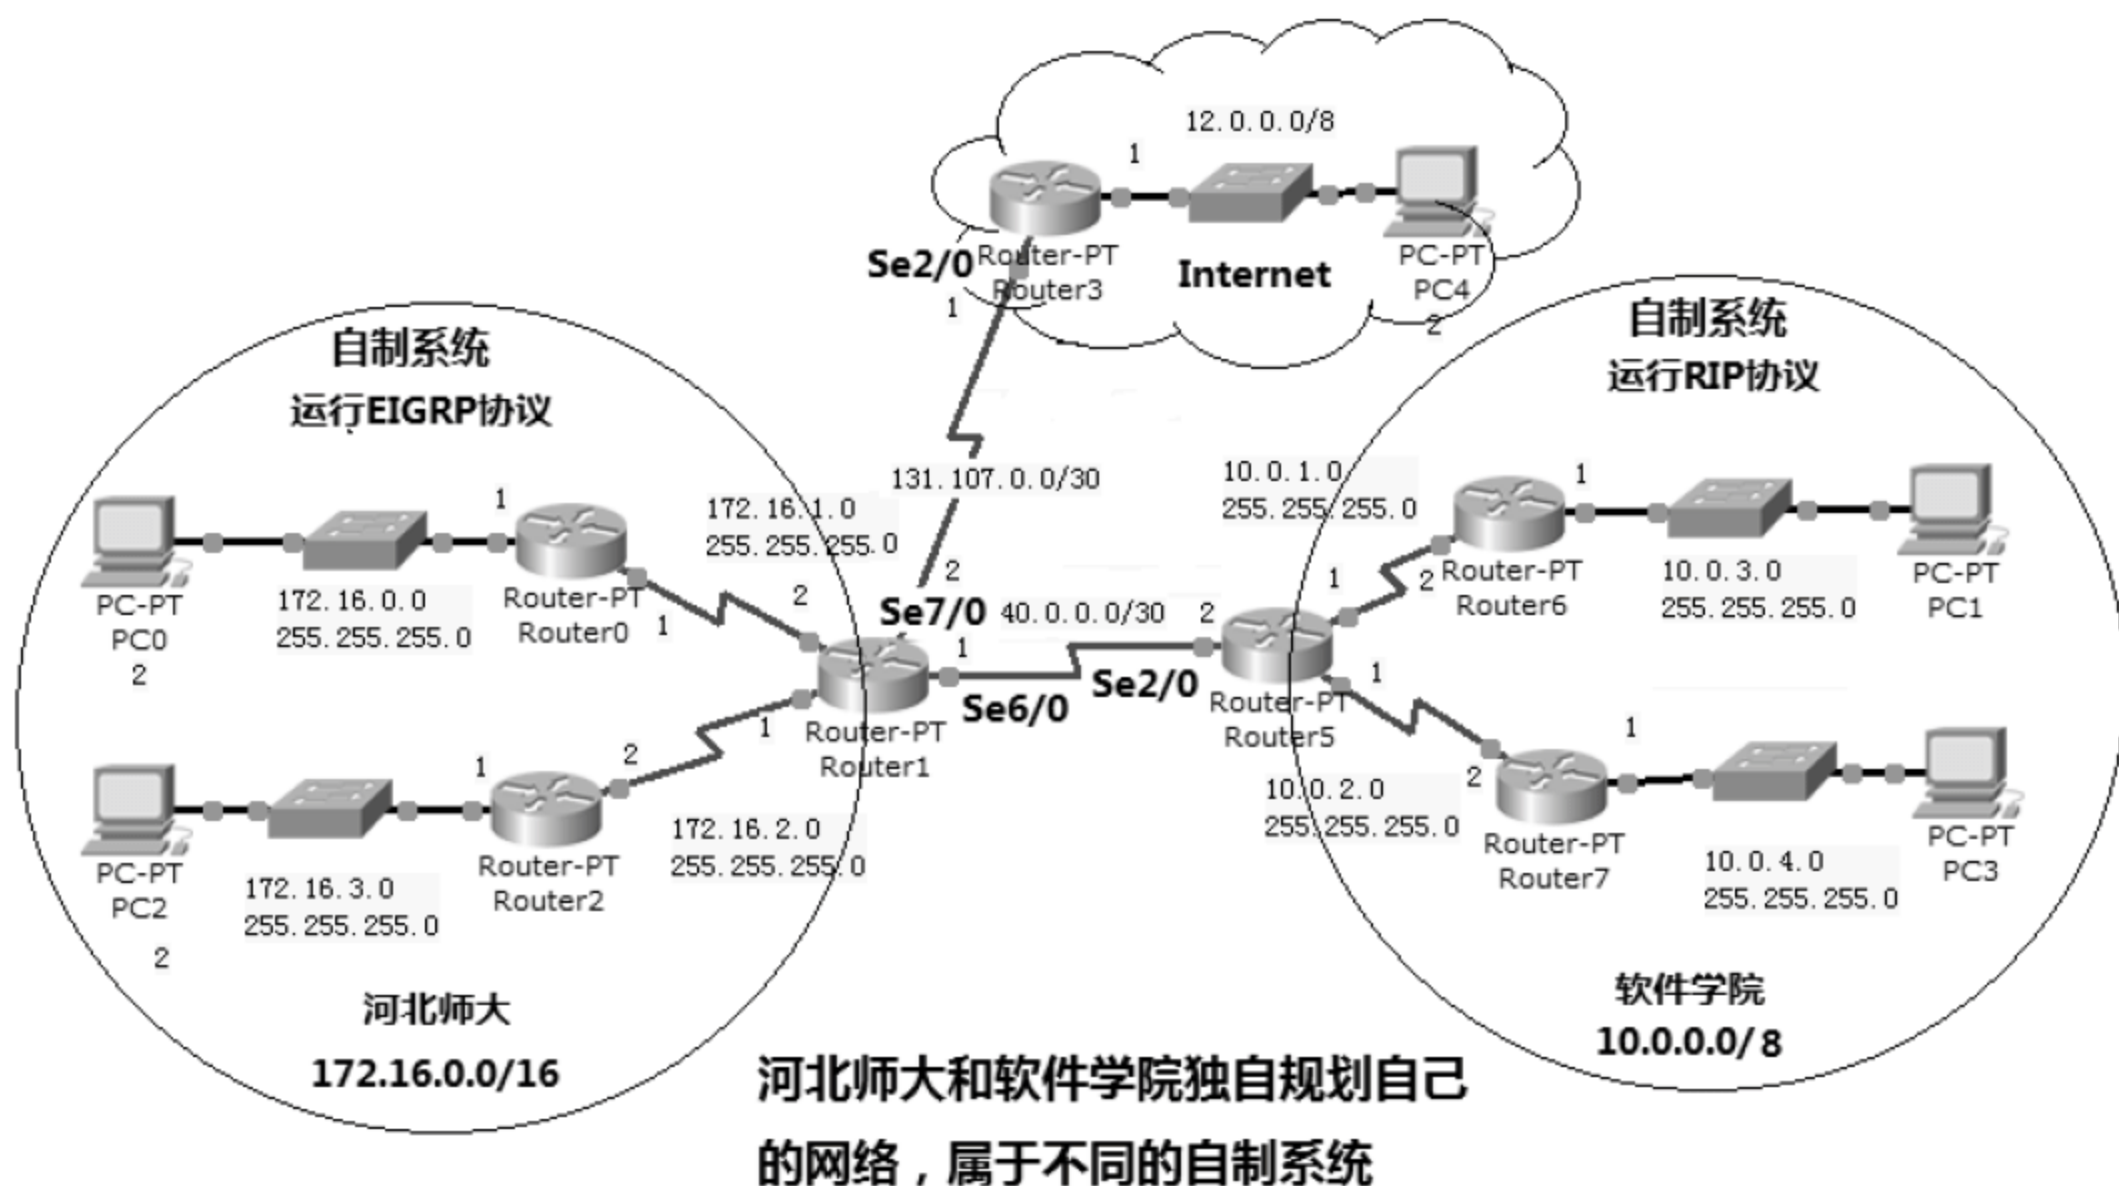 12.0.0.0/8
1
Se2/0
Router-PT
Router3
1
Internet
PC-PT
PC4
2
自制系统
运行EIGRP协议
自制系统
运行RIP协议
131.107.0.0/30
2
Se7/0
1
172.16.1.0
255.255.255.0
2
PC-PT
PC0
2
172.16.0.0
255.255.255.0
Router-PT
Router0
1
40.0.0.0/30
1
2
Se6/0
Se2/0
Router-PT
Router1
1
Router-PT
Router5
10.0.1.0
255.255.255.0
1
2
Router-PT
Router6
1
10.0.3.0
255.255.255.0
PC-PT
PC1
1
2
172.16.2.0
255.255.255.0
PC-PT
PC2
2
172.16.3.0
255.255.255.0
Router-PT
Router2
1
10.0.2.0
255.255.255.0
2
Router-PT
Router7
1
10.0.4.0
255.255.255.0
PC-PT
PC3
河北师大
172.16.0.0/16
软件学院
10.0.0.0/8
河北师大和软件学院独自规划自己
的网络，属于不同的自制系统